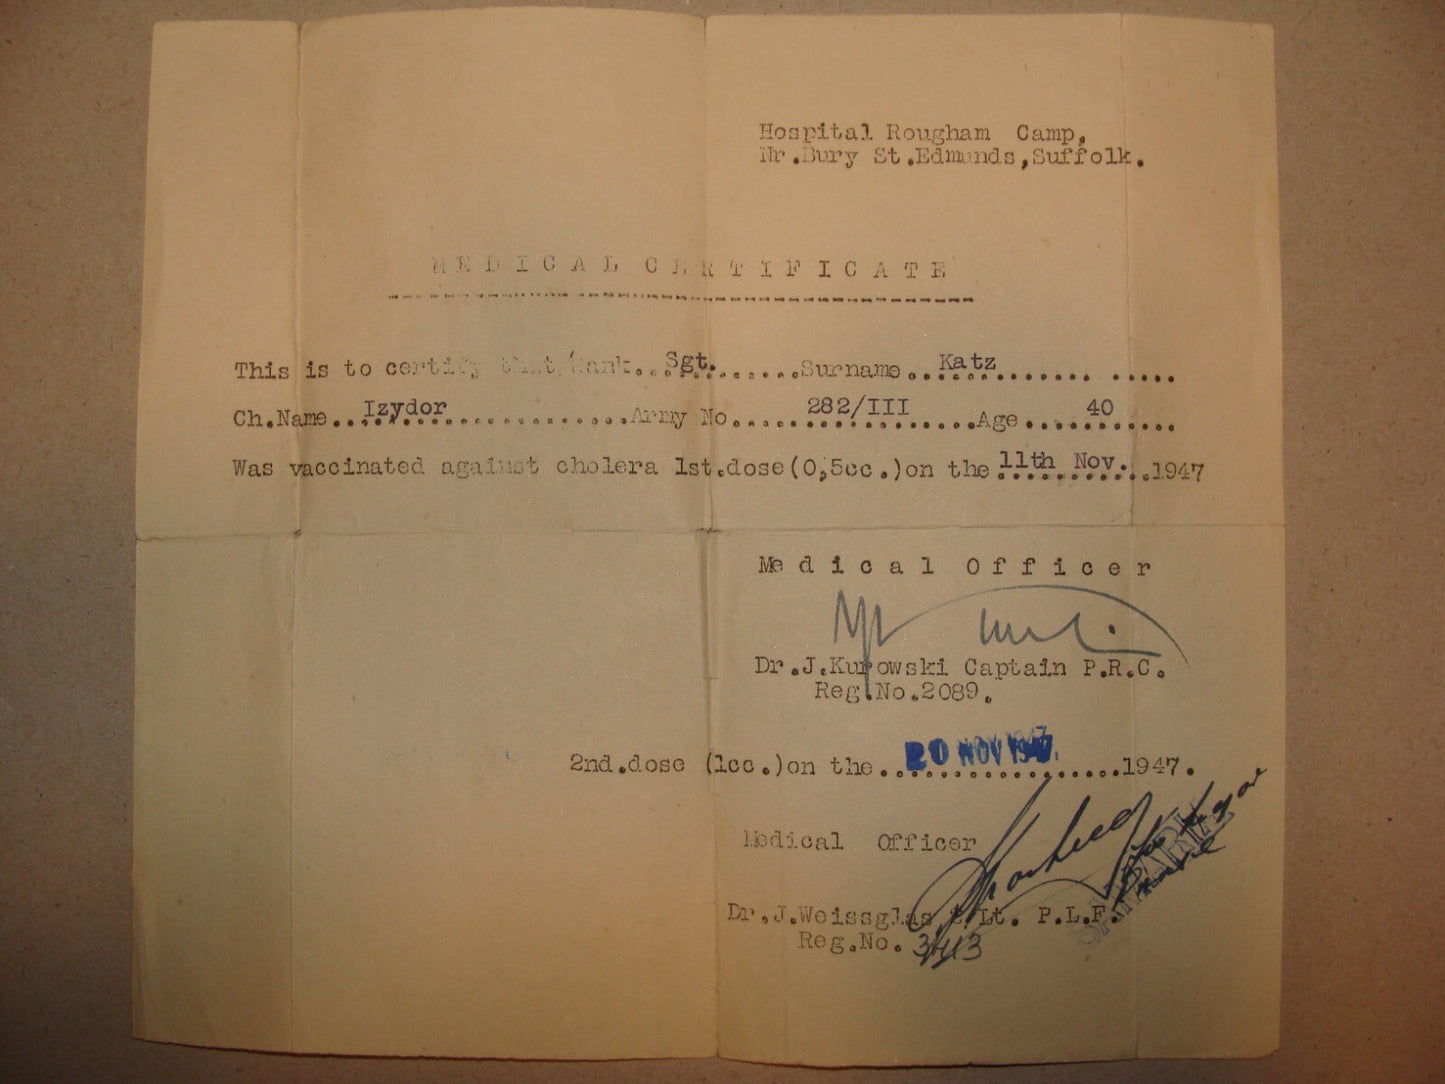 Hospital Rougham Camp,
Nr.Bury St.Edmunds,Suffolk.
MEDICAL CERTIFICATE
This is to certify that Rank...Sgt.........Surname..Katz..................
Ch.Name..Izydor..................Army No....282/III...............Age....40.......
Was vaccinated against cholera 1st.dose(0,5cc.)on the 11th Nov...1947
Medical Officer
Dr.J.Kurowski Captain P.R.C.
Reg.No.2089.
2nd.dose (1cc.)on the..20 NOV 1947..................1947.
Medical Officer
Dr.J.Weissglas Lt. P.L.F.
Reg.No. 3413